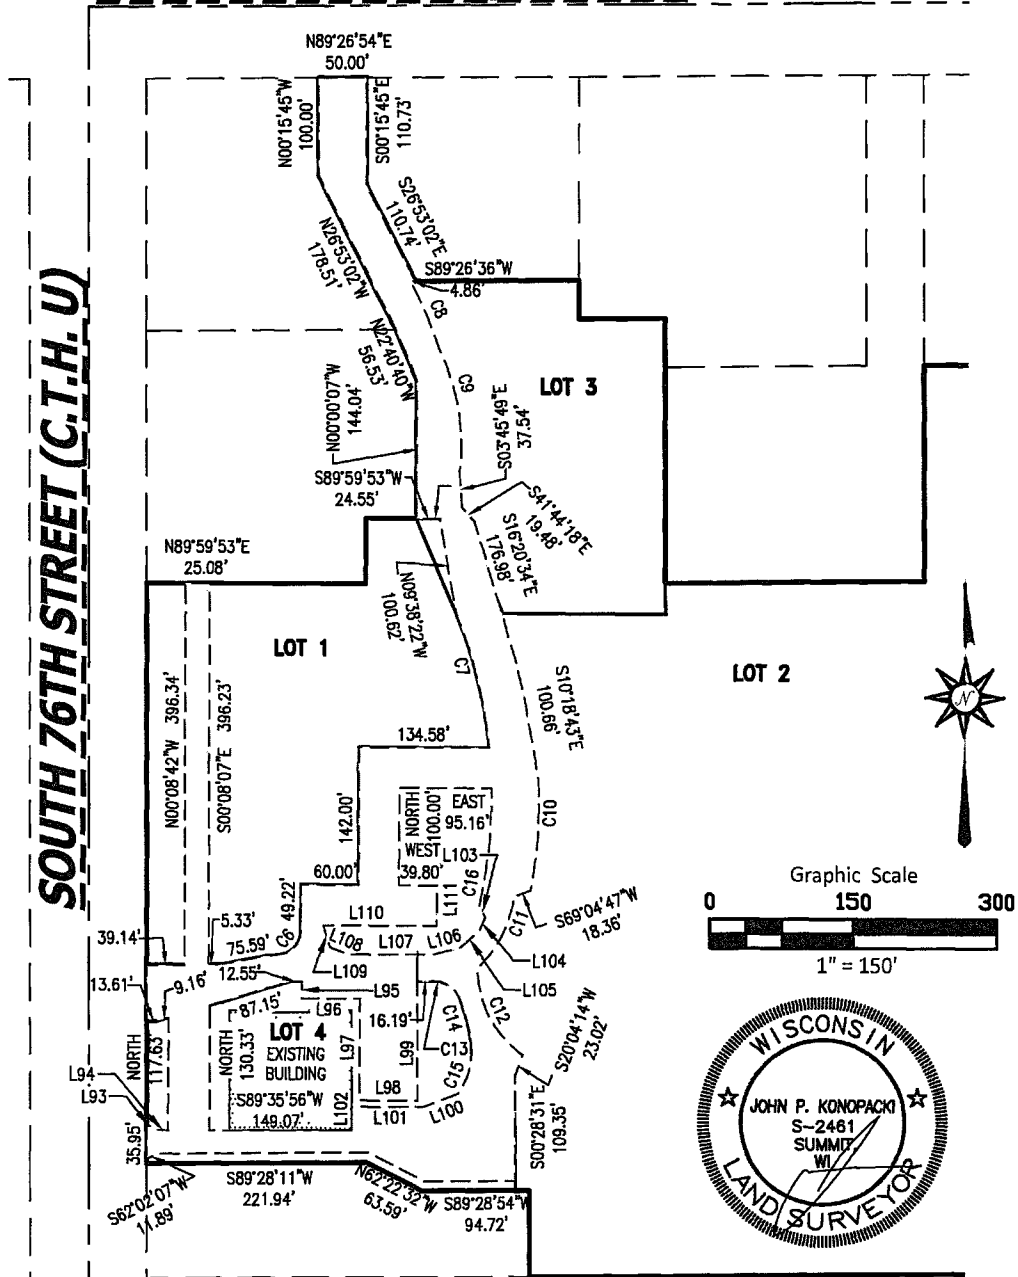 N89°26'54"E
50.00'
N00°15'45"W
100.00'
S00°15'45"E
110.73'
S26°53'02"E
110.74'
N26°53'02"W
178.51'
S89°26'36"W
4.86'
C8
N22°40'40"W
56.53'
C9
LOT 3
N00°00'07"W
144.04'
S03°45'49"E
37.54'
S89°59'53"W
24.55'
S41°44'18"E
19.48'
S16°20'34"E
176.98'
N89°59'53"E
25.08'
N09°38'22"W
100.62'
SOUTH 76TH STREET (C.T.H. U)
LOT 1
C7
LOT 2
N
N00°08'42"W 396.34'
S00°08'07"E 396.23'
S10°18'43"E
100.66'
134.58'
142.00'
NORTH
100.00'
EAST
95.16'
C10
WEST
39.80'
L103
60.00'
L111
C16
S69°04'47"W
18.36'
Graphic Scale
0 150 300
1" = 150'
49.22'
L110
C11
5.33'
75.59'
C6
L108
L107
L106
39.14'
L104
12.55'
L109
L105
13.61'
9.16'
L95
87.15'
L96
16.19'
C14
C12
S20°04'14"W
23.02'
NORTH
117.63'
NORTH
130.33'
LOT 4
EXISTING
BUILDING
L97
L99
C13
C15
L94
L93
S89°35'56"W
149.07'
L102
L98
L101
L100
S00°28'31"E
109.35'
35.95'
S62°02'07"W
11.89'
S89°28'11"W
221.94'
N62°22'32"W
63.59'
S89°28'54"W
94.72'
WISCONSIN
JOHN P. KONOPACKI
S-2461
SUMMIT,
WI
LAND SURVEYOR